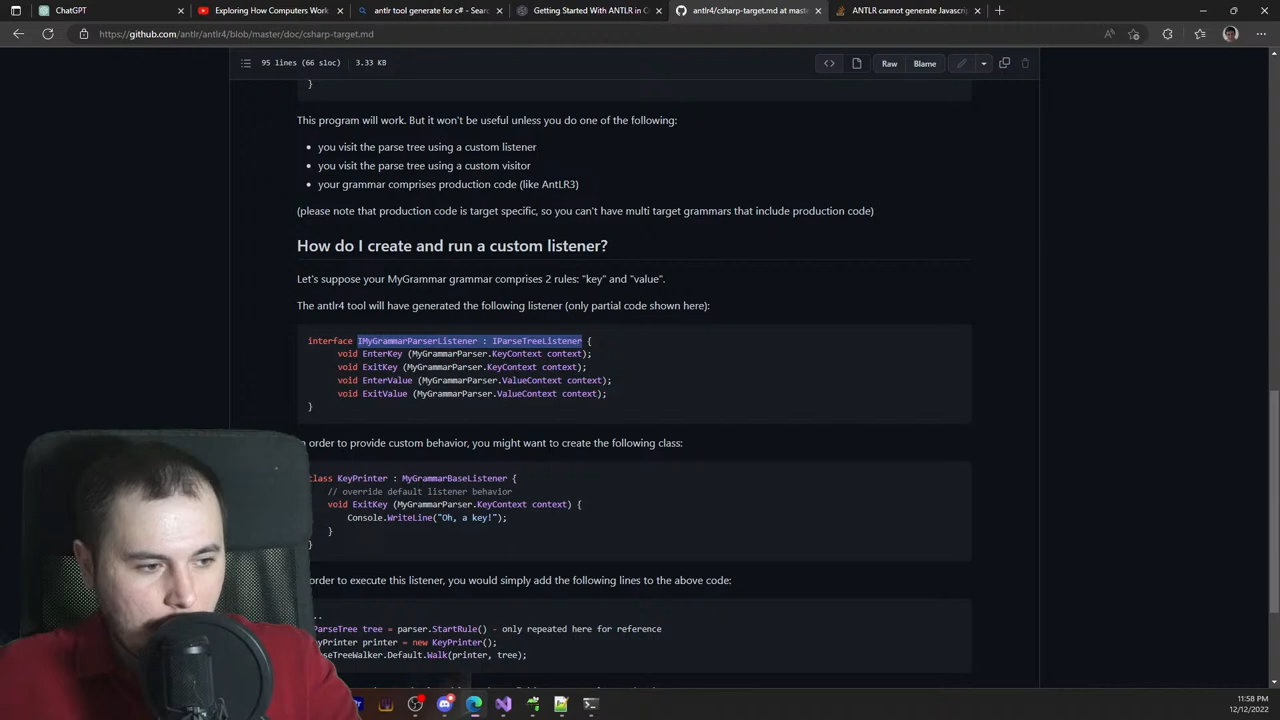 ChatGPT
Exploring How Computers Work
antlr tool generate for c# - Sea
Getting Started With ANTLR in C
antlr4/csharp-target.md at mast
ANTLR cannot generate Javascrip
https://github.com/antlr/antlr4/blob/master/doc/csharp-target.md
95 lines (66 sloc) 3.33 KB
Raw
Blame
}
This program will work. But it won't be useful unless you do one of the following:
• you visit the parse tree using a custom listener
• you visit the parse tree using a custom visitor
• your grammar comprises production code (like AntLR3)
(please note that production code is target specific, so you can't have multi target grammars that include production code)
How do I create and run a custom listener?
Let's suppose your MyGrammar grammar comprises 2 rules: "key" and "value".
The antlr4 tool will have generated the following listener (only partial code shown here):
interface IMyGrammarParserListener : IParseTreeListener {
void EnterKey (MyGrammarParser.KeyContext context);
void ExitKey (MyGrammarParser.KeyContext context);
void EnterValue (MyGrammarParser.ValueContext context);
void ExitValue (MyGrammarParser.ValueContext context);
}
n order to provide custom behavior, you might want to create the following class:
class KeyPrinter : MyGrammarBaseListener {
// override default listener behavior
void ExitKey (MyGrammarParser.KeyContext context) {
Console.WriteLine("Oh, a key!");
}
}
order to execute this listener, you would simply add the following lines to the above code:
..
ParseTree tree = parser.StartRule() - only repeated here for reference
eyPrinter printer = new KeyPrinter();
seTreeWalker.Default.Walk(printer, tree);
11:58 PM
12/12/2022